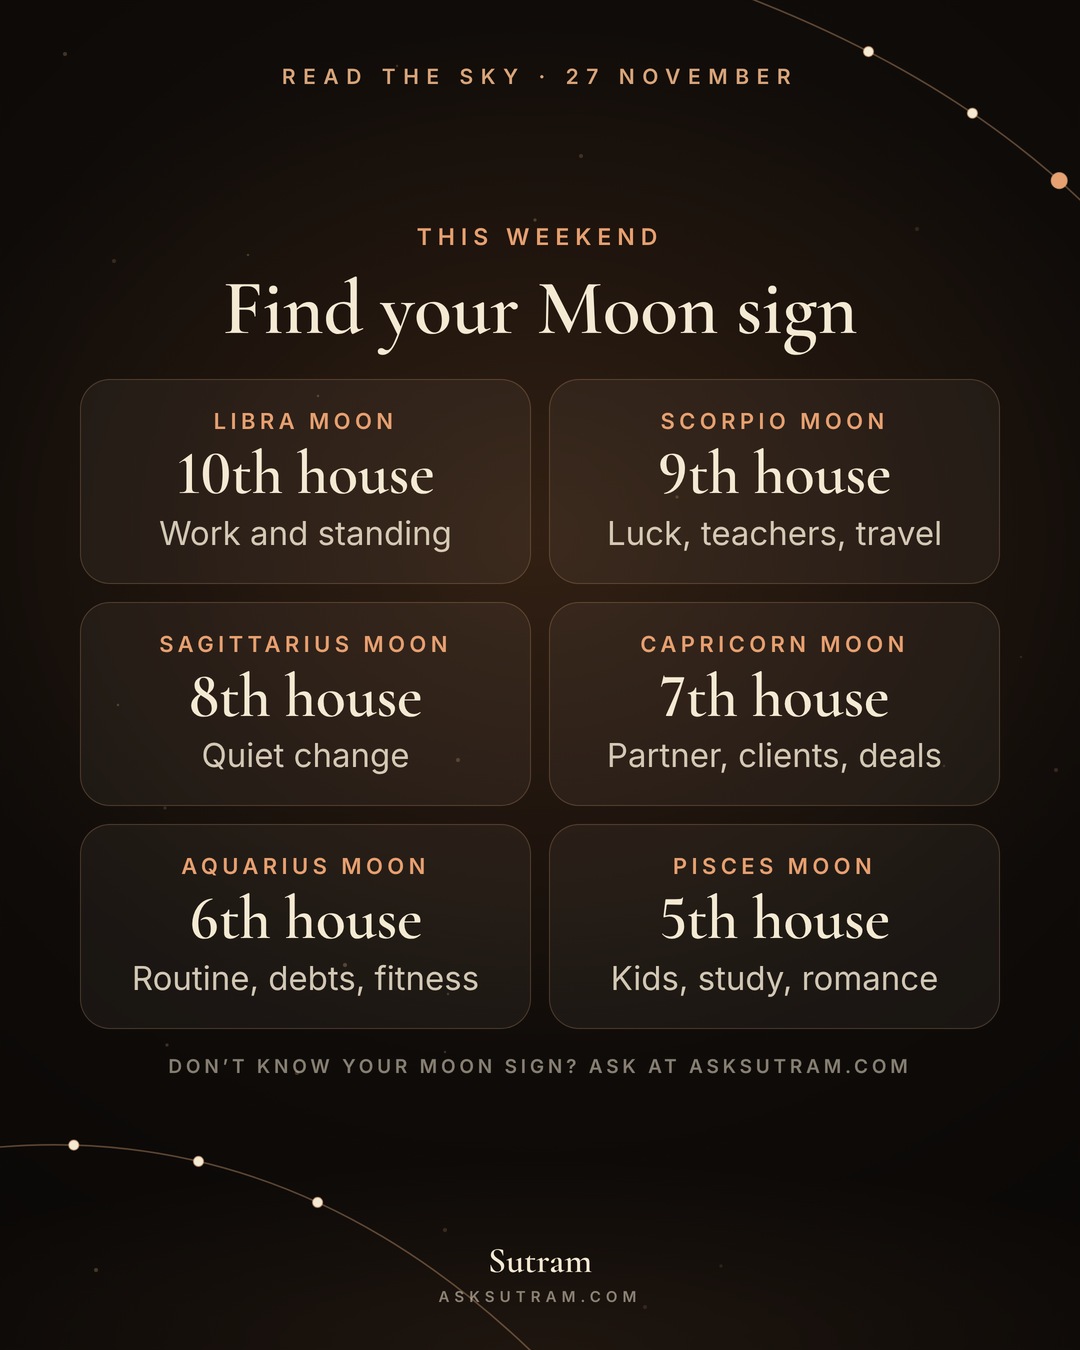 READ THE SKY · 27 NOVEMBER
THIS WEEKEND
Find your Moon sign
LIBRA MOON
10th house
Work and standing
SCORPIO MOON
9th house
Luck, teachers, travel
SAGITTARIUS MOON
8th house
Quiet change
CAPRICORN MOON
7th house
Partner, clients, deals
AQUARIUS MOON
6th house
Routine, debts, fitness
PISCES MOON
5th house
Kids, study, romance
DON’T KNOW YOUR MOON SIGN? ASK AT ASKSUTRAM.COM
Sutram
ASKSUTRAM.COM